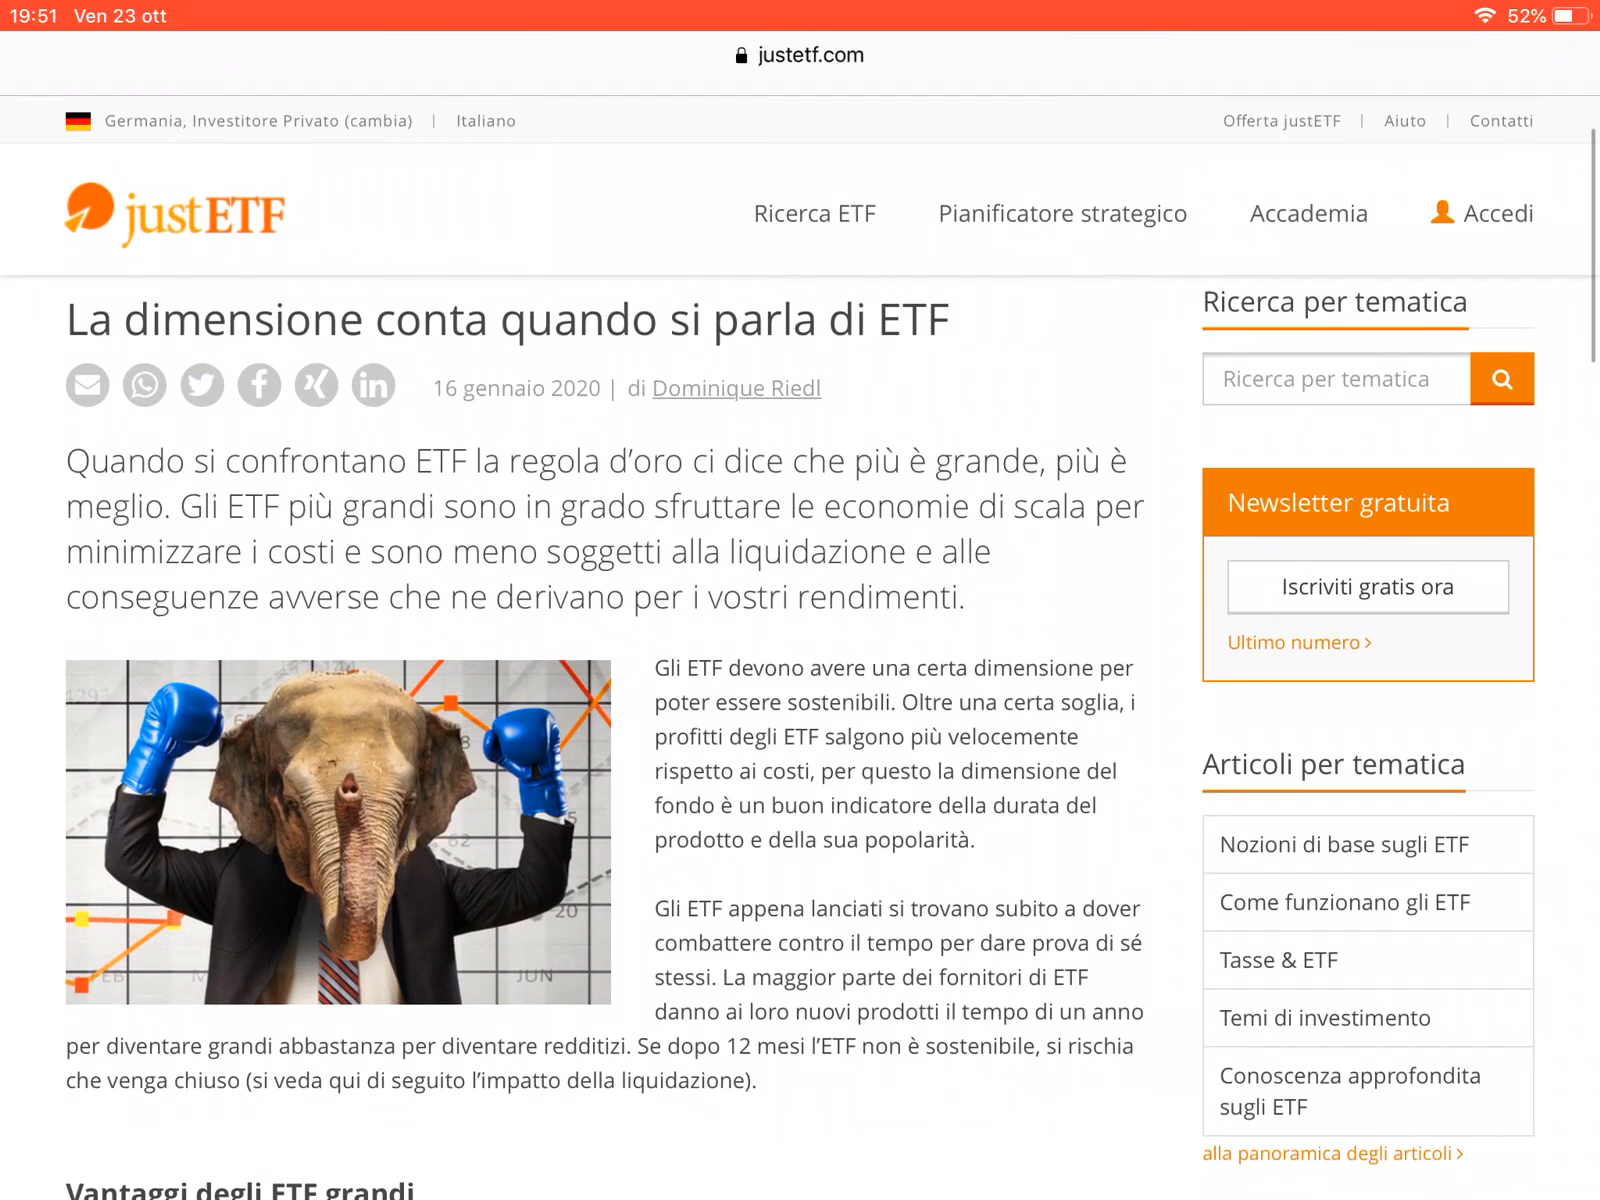 19:51 Ven 23 ott
52%
justetf.com
Germania, Investitore Privato (cambia) | Italiano
Offerta justETF | Aiuto | Contatti
justETF
Ricerca ETF
Pianificatore strategico
Accademia
Accedi
La dimensione conta quando si parla di ETF
16 gennaio 2020 | di Dominique Riedl
Quando si confrontano ETF la regola d’oro ci dice che più è grande, più è
meglio. Gli ETF più grandi sono in grado sfruttare le economie di scala per
minimizzare i costi e sono meno soggetti alla liquidazione e alle
conseguenze avverse che ne derivano per i vostri rendimenti.
4293
62
20
FEB
JUN
Gli ETF devono avere una certa dimensione per
poter essere sostenibili. Oltre una certa soglia, i
profitti degli ETF salgono più velocemente
rispetto ai costi, per questo la dimensione del
fondo è un buon indicatore della durata del
prodotto e della sua popolarità.
Gli ETF appena lanciati si trovano subito a dover
combattere contro il tempo per dare prova di sé
stessi. La maggior parte dei fornitori di ETF
danno ai loro nuovi prodotti il tempo di un anno
per diventare grandi abbastanza per diventare redditizi. Se dopo 12 mesi l’ETF non è sostenibile, si rischia
che venga chiuso (si veda qui di seguito l’impatto della liquidazione).
Vantaggi degli ETF grandi
Ricerca per tematica
Ricerca per tematica
Newsletter gratuita
Iscriviti gratis ora
Ultimo numero ›
Articoli per tematica
Nozioni di base sugli ETF
Come funzionano gli ETF
Tasse & ETF
Temi di investimento
Conoscenza approfondita
sugli ETF
alla panoramica degli articoli ›